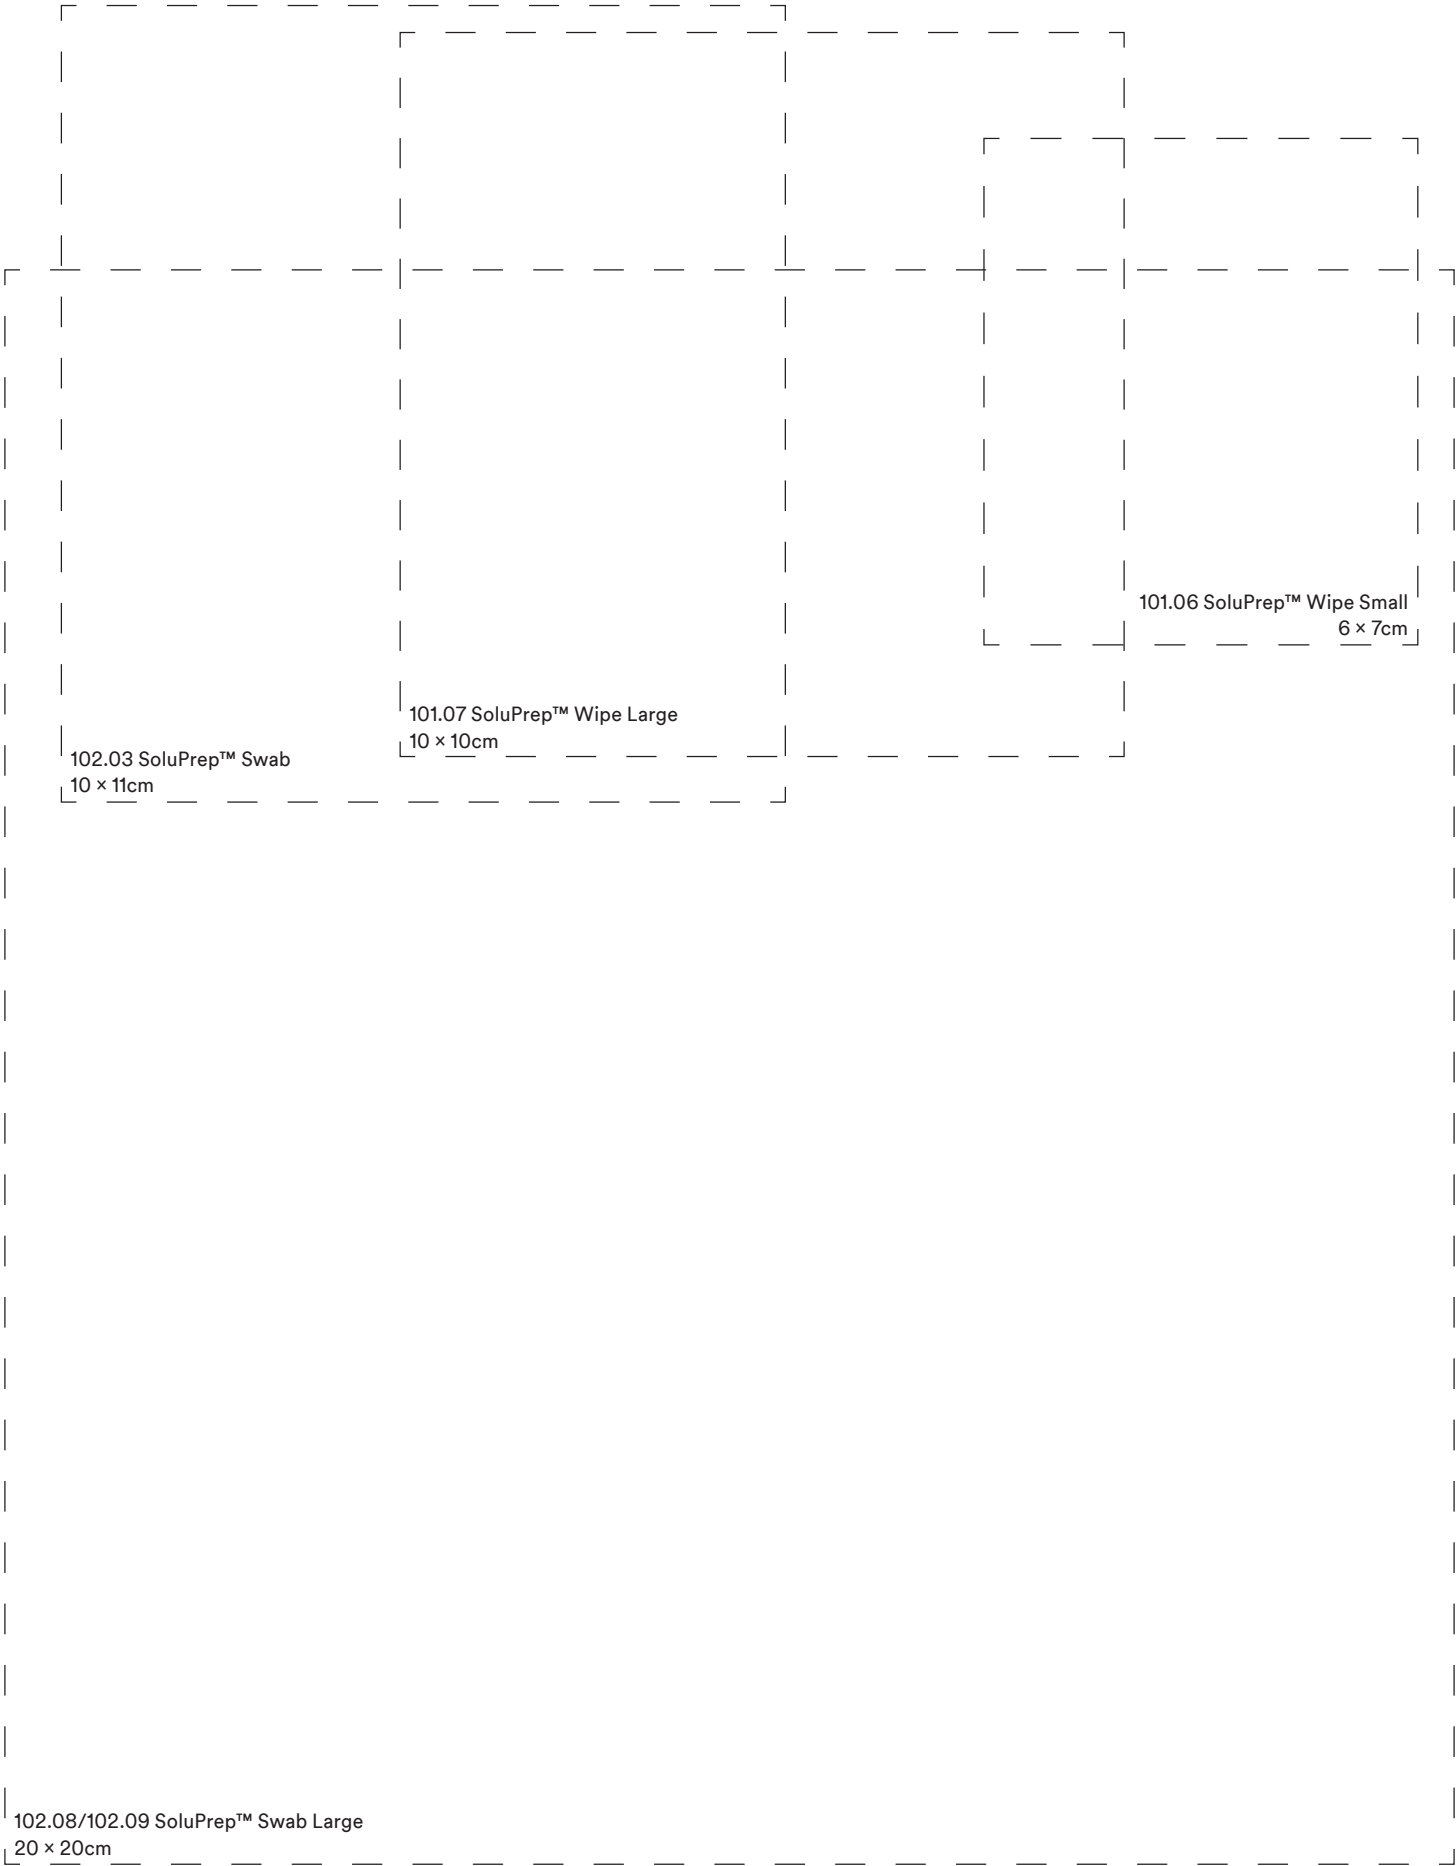 101.06 SoluPrep™ Wipe Small
6 × 7cm
101.07 SoluPrep™ Wipe Large
10 × 10cm
102.03 SoluPrep™ Swab
10 × 11cm
102.08/102.09 SoluPrep™ Swab Large
20 × 20cm